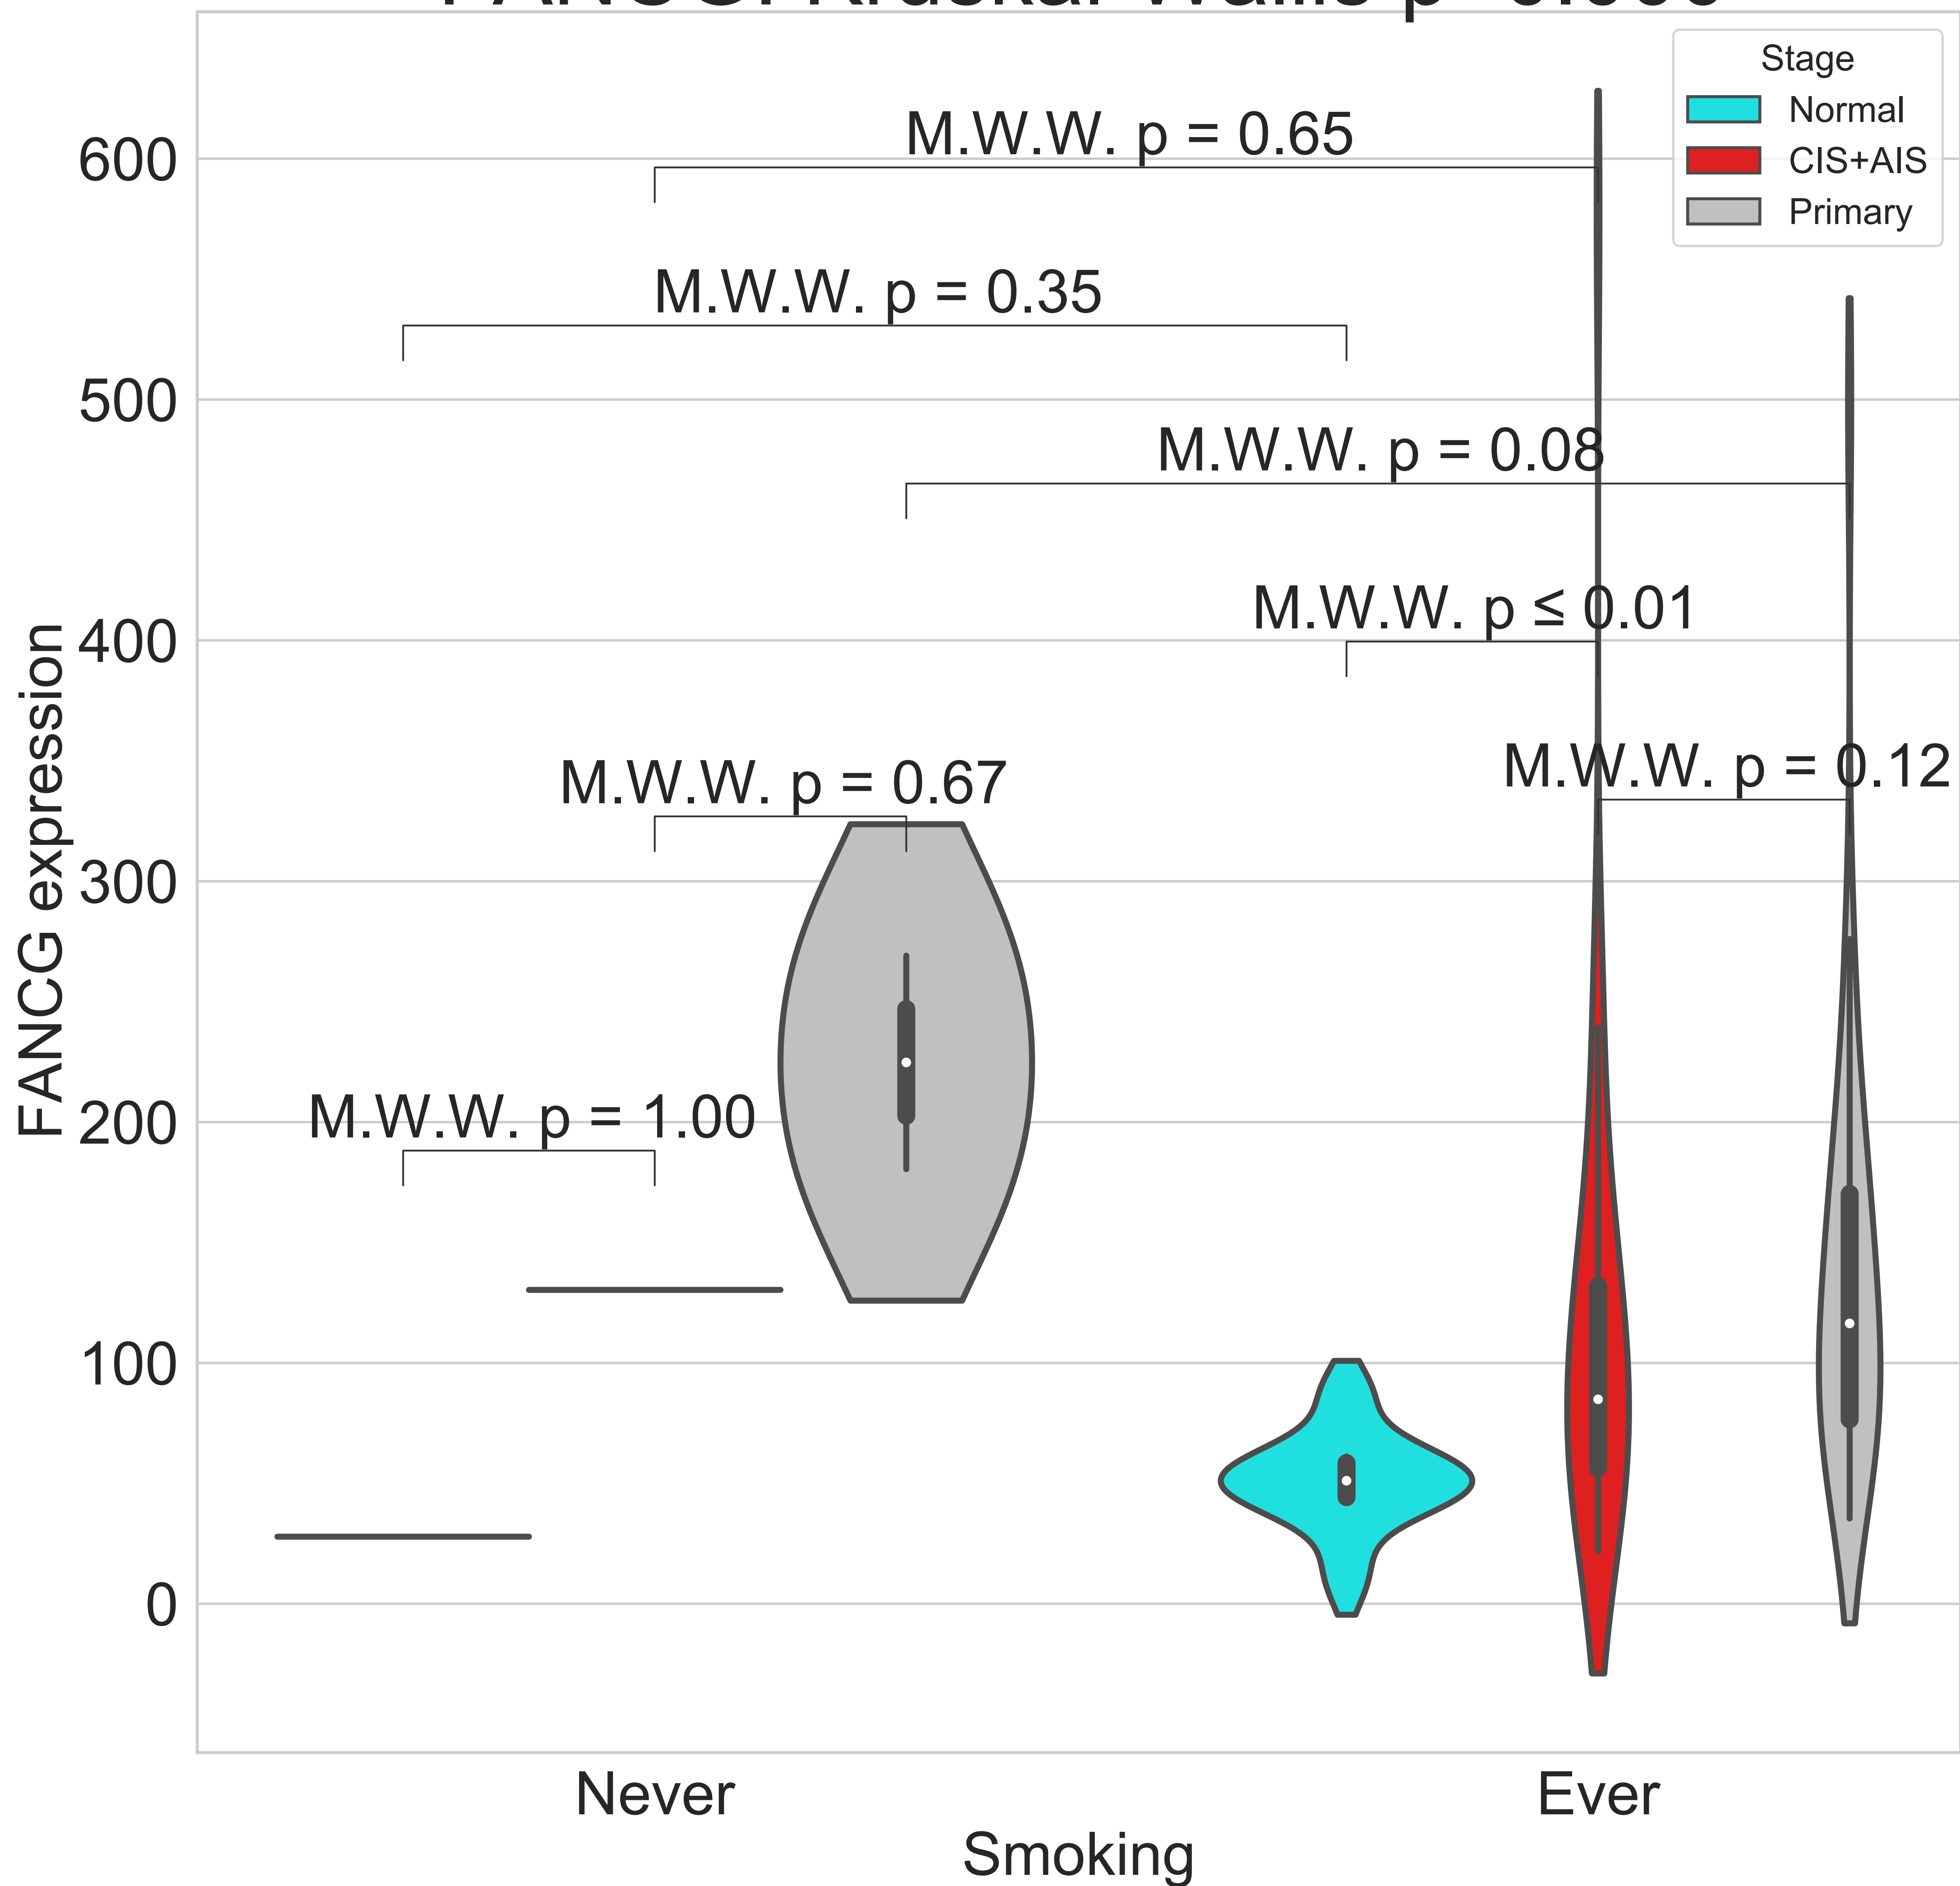 Stage
Normal
CIS+AIS
Primary
M.W.W. p = 0.65
M.W.W. p = 0.35
M.W.W. p = 0.08
M.W.W. p ≤ 0.01
M.W.W. p = 0.12
M.W.W. p = 0.67
M.W.W. p = 1.00
600
500
400
300
200
100
0
FANCG expression
Never
Ever
Smoking